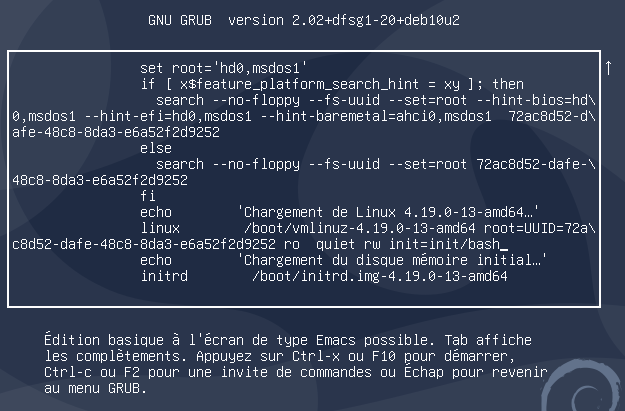 GNU GRUB  version 2.02+dfsg1-20+deb10u2
set root='hd0,msdos1'
if [ x$feature_platform_search_hint = xy ]; then
search --no-floppy --fs-uuid --set=root --hint-bios=hd\
0,msdos1 --hint-efi=hd0,msdos1 --hint-baremetal=ahci0,msdos1  72ac8d52-d\
afe-48c8-8da3-e6a52f2d9252
else
search --no-floppy --fs-uuid --set=root 72ac8d52-dafe-\
48c8-8da3-e6a52f2d9252
fi
echo        'Chargement de Linux 4.19.0-13-amd64…'
linux        /boot/vmlinuz-4.19.0-13-amd64 root=UUID=72a\
c8d52-dafe-48c8-8da3-e6a52f2d9252 ro  quiet rw init=init/bash_
echo        'Chargement du disque mémoire initial…'
initrd        /boot/initrd.img-4.19.0-13-amd64
↑
Édition basique à l'écran de type Emacs possible. Tab affiche
les complètements. Appuyez sur Ctrl-x ou F10 pour démarrer,
Ctrl-c ou F2 pour une invite de commandes ou Échap pour revenir
au menu GRUB.